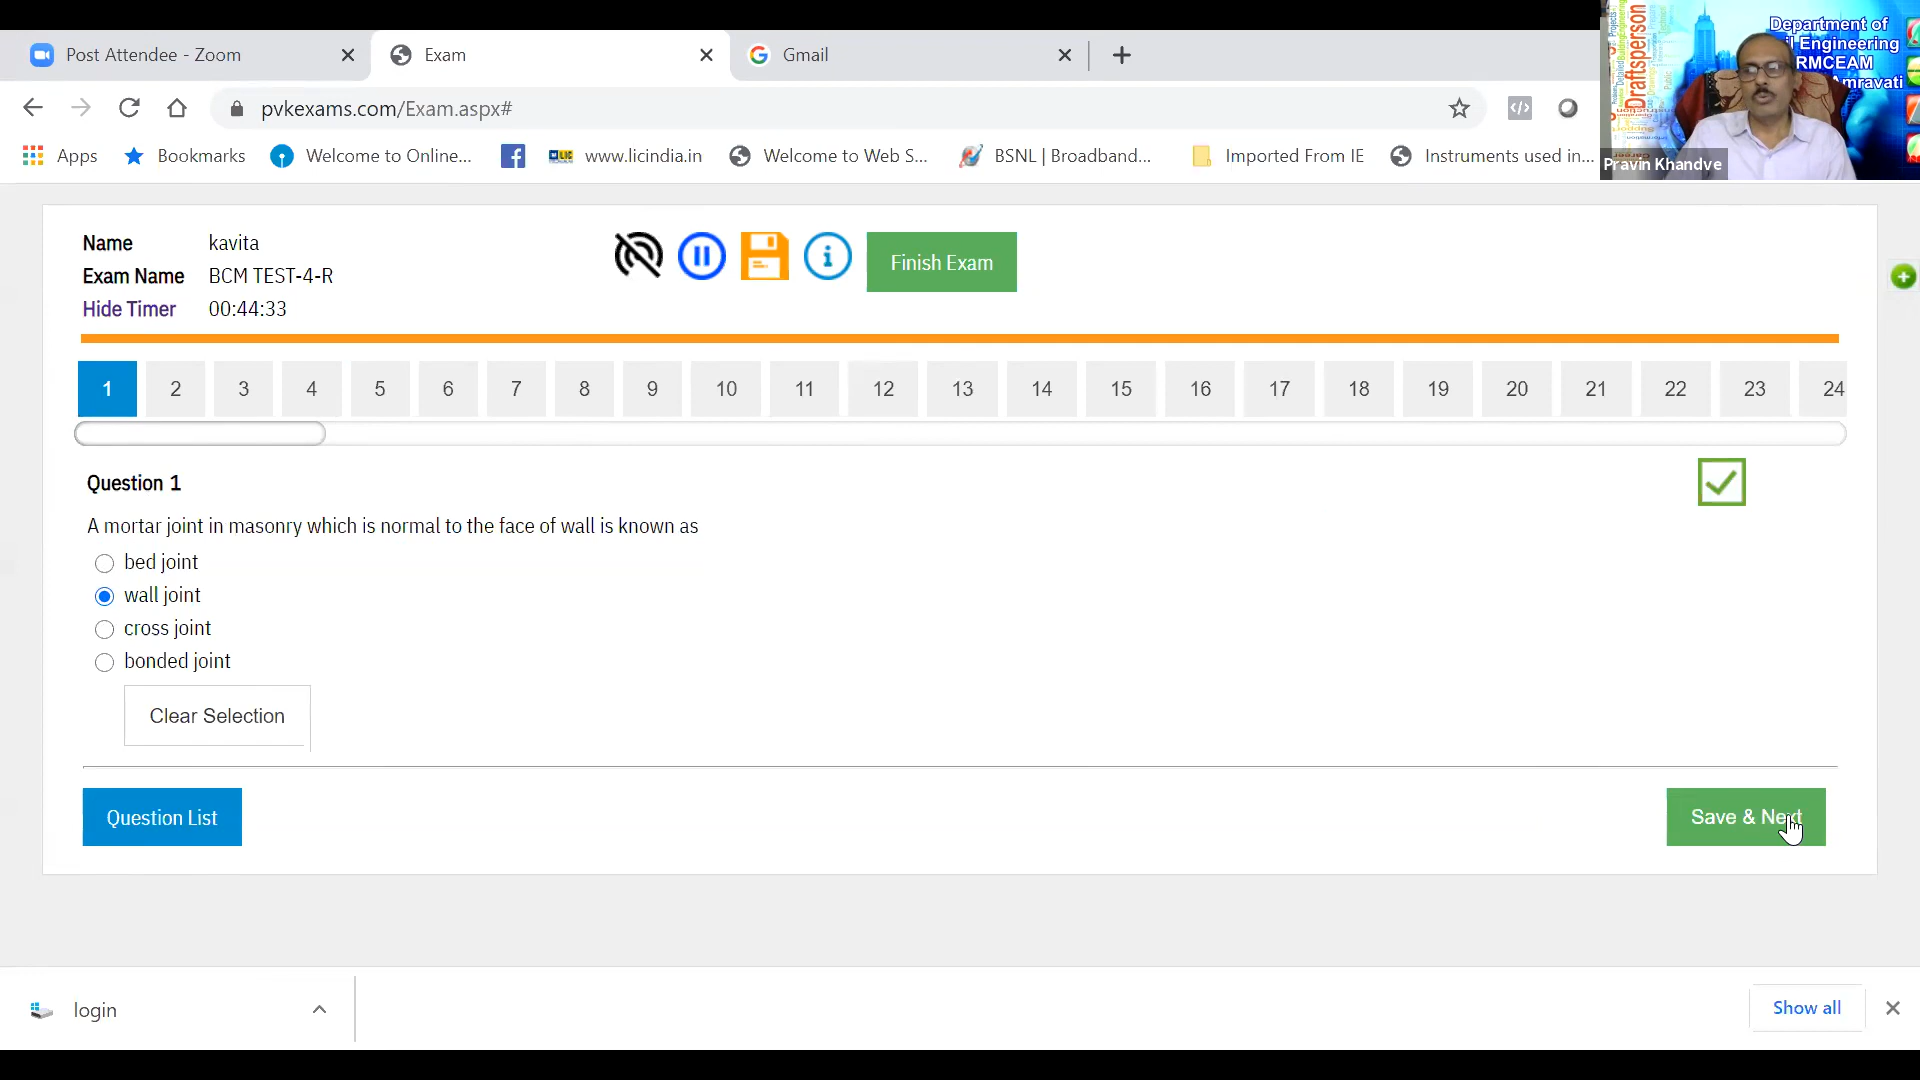 Post Attendee - Zoom
Exam
Gmail
pvkexams.com/Exam.aspx#
Apps
Bookmarks
Welcome to Online...
LIC
www.licindia.in
Welcome to Web S...
BSNL | Broadband...
Imported From IE
Instruments used in...
Draftsperson
Department of
il Engineering
RMCEAM
Amravati
Pravin Khandve
Name kavita
Exam Name BCM TEST-4-R
Hide Timer 00:44:33
Finish Exam
1 2 3 4 5 6 7 8 9 10 11 12 13 14 15 16 17 18 19 20 21 22 23 24
Question 1
A mortar joint in masonry which is normal to the face of wall is known as
bed joint
wall joint
cross joint
bonded joint
Clear Selection
Question List
Save & Next
login
Show all